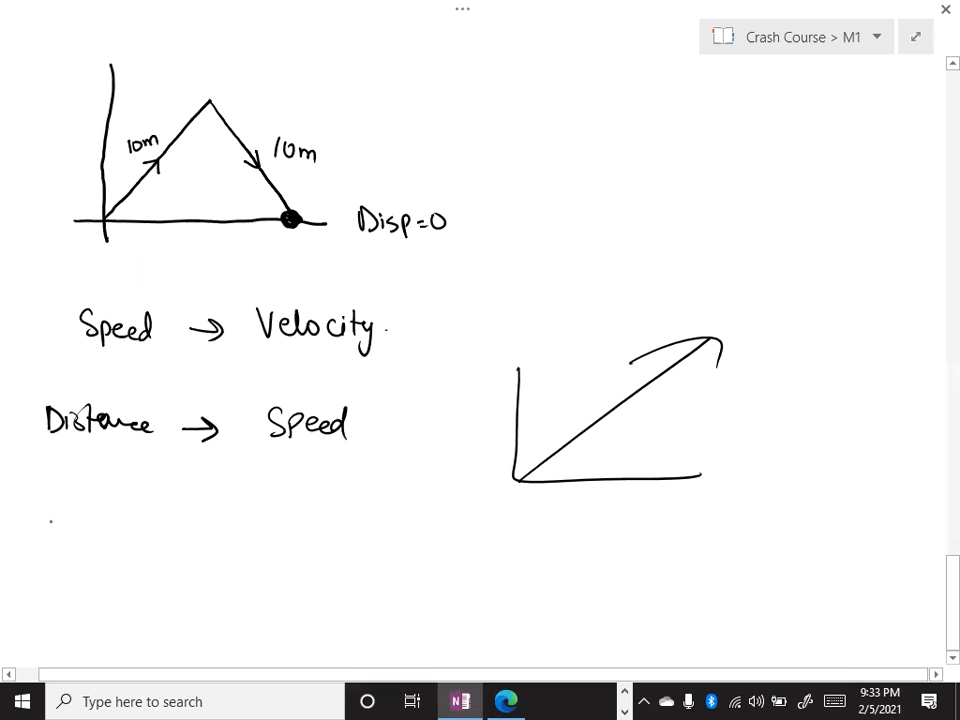 Crash Course > M1
10m
10m
Disp=0
Speed → Velocity.
Distance → Speed
Type here to search
9:33 PM
2/5/2021